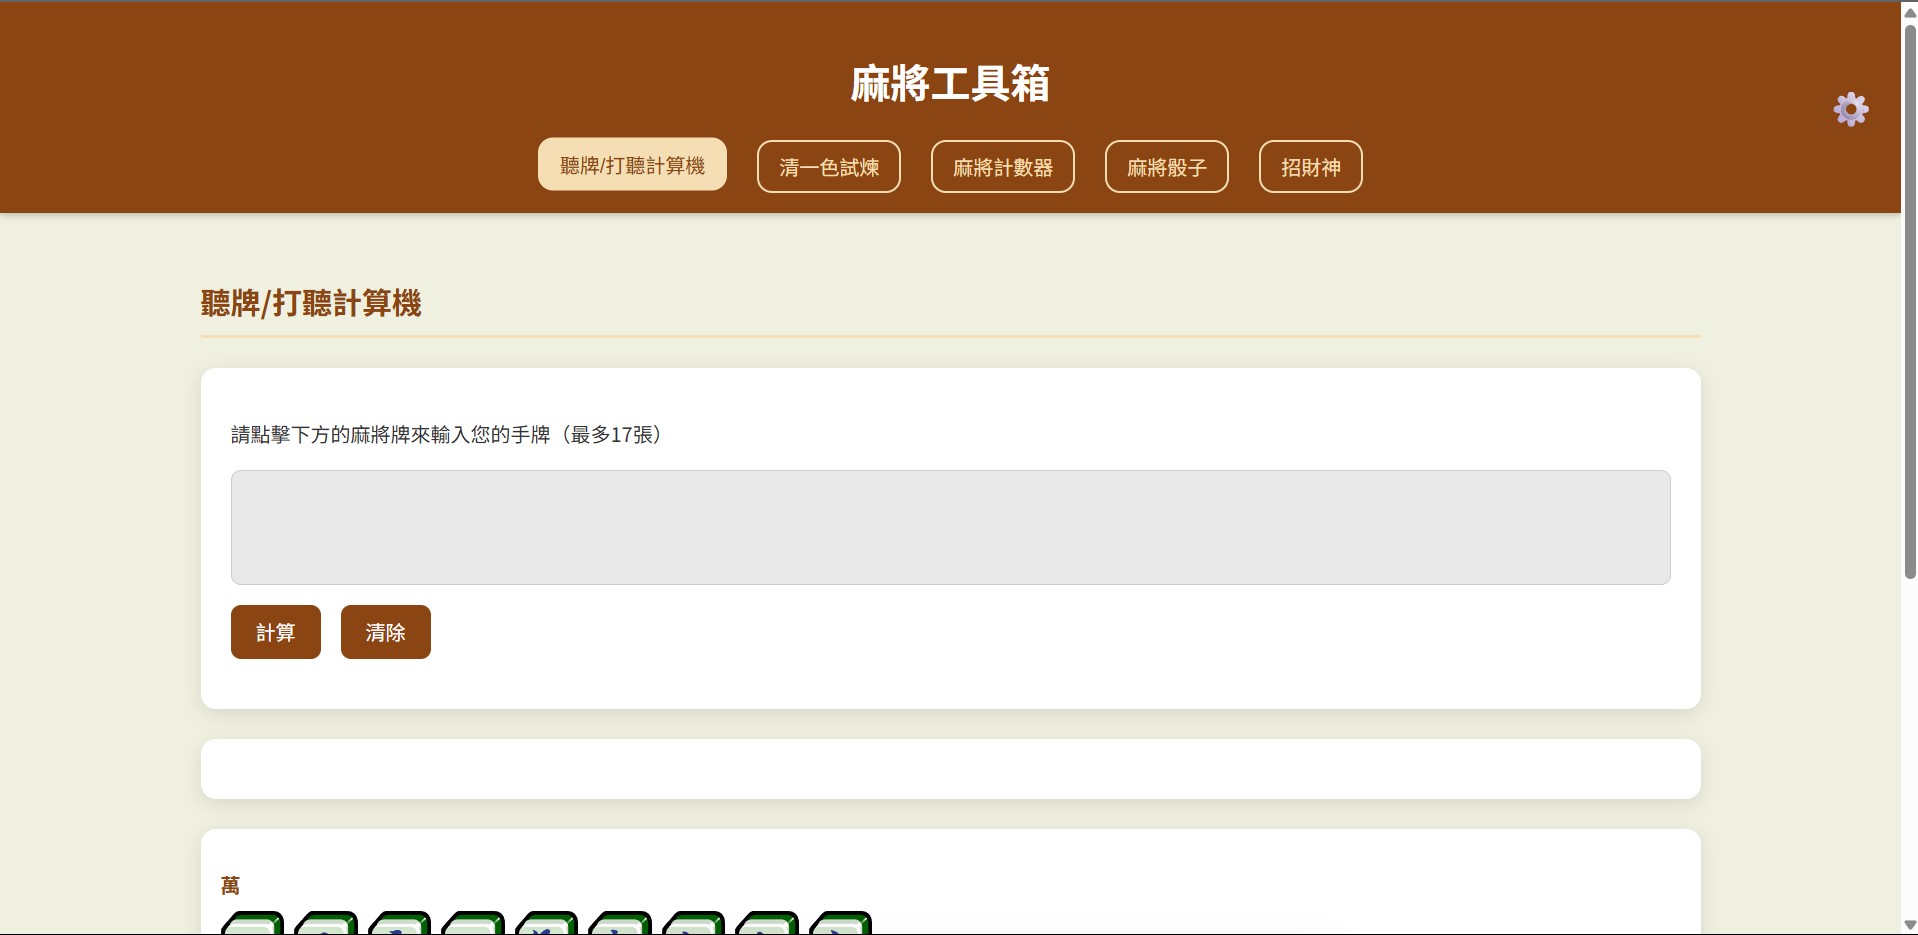 麻將工具箱
聽牌/打聽計算機
清一色試煉
麻將計數器
麻將骰子
招財神
聽牌/打聽計算機
請點擊下方的麻將牌來輸入您的手牌（最多17張）
計算
清除
萬